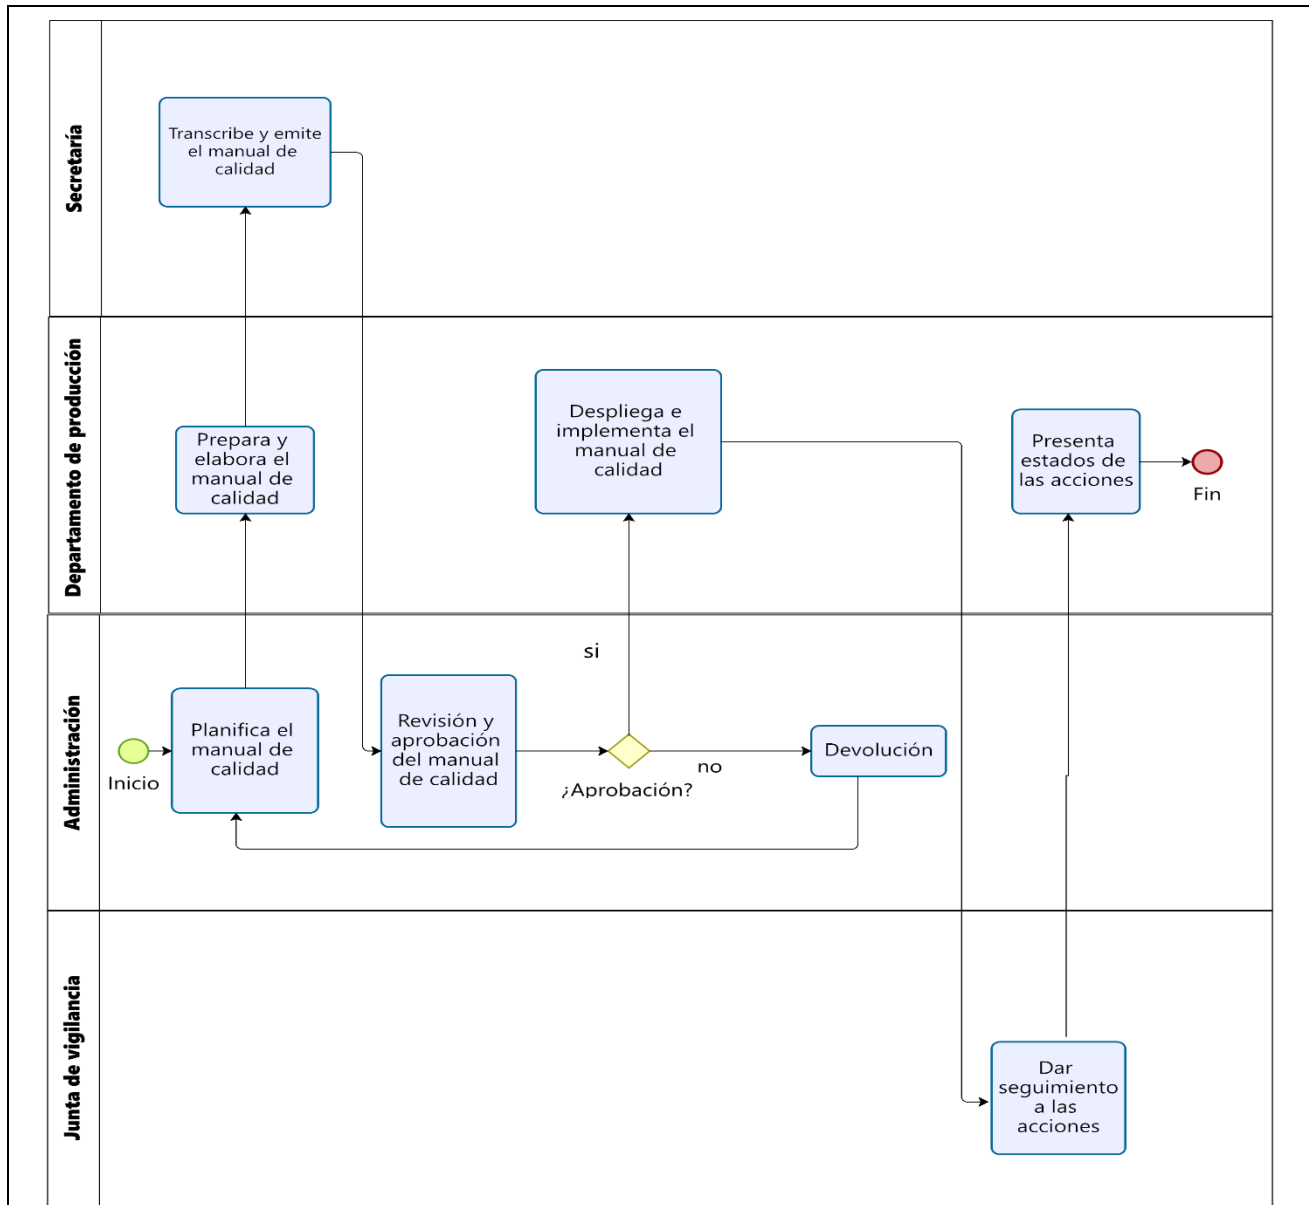 Secretaría
Transcribe y emite
el manual de
calidad
Departamento de producción
Prepara y
elabora el
manual de
calidad
Despliega e
implementa el
manual de
calidad
Presenta
estados de
las acciones
Fin
Administración
Inicio
Planifica el
manual de
calidad
Revisión y
aprobación
del manual
de calidad
¿Aprobación?
si
no
Devolución
Junta de vigilancia
Dar
seguimiento
a las
acciones